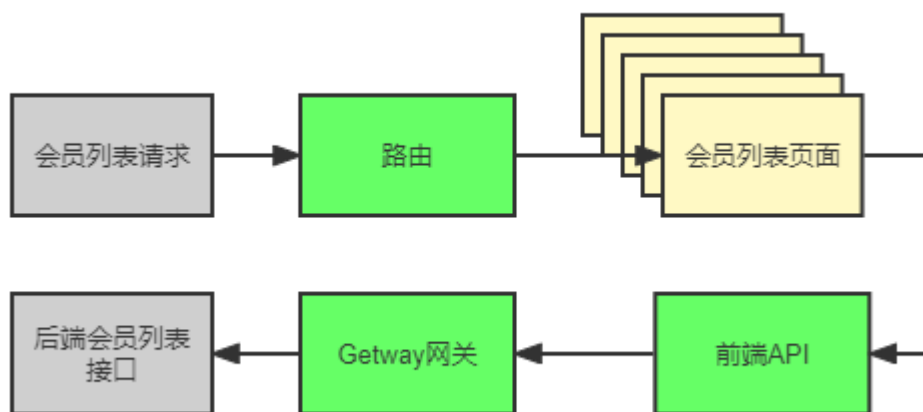 会员列表请求
路由
会员列表页面
后端会员列表
接口
Getway网关
前端API